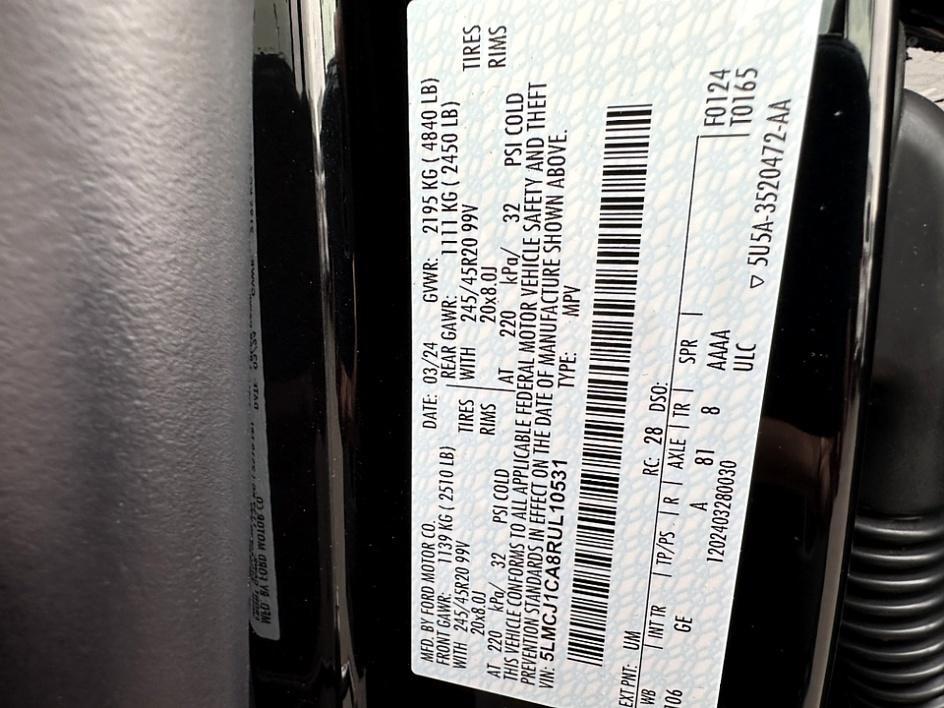 MFD. BY FORD MOTOR CO. DATE: 03/24 GVWR: 2195 KG ( 4840 LB)
FRONT GAWR: 1139 KG ( 2510 LB) REAR GAWR: 1111 KG ( 2450 LB)
WITH 245/45R20 99V TIRES WITH 245/45R20 99V TIRES
20x8.0J RIMS 20x8.0J RIMS
AT 220 kPa/ 32 PSI COLD AT 220 kPa/ 32 PSI COLD
THIS VEHICLE CONFORMS TO ALL APPLICABLE FEDERAL MOTOR VEHICLE SAFETY AND THEFT
PREVENTION STANDARDS IN EFFECT ON THE DATE OF MANUFACTURE SHOWN ABOVE.
VIN: 5LMCJ1CA8RUL10531 TYPE: MPV
EXT PNT: UM RC: 28 DSO: F0124
WB INT TR TP/PS R AXLE TR SPR T0165
106 GE A 81 8 AAAA
1202403280030 ULC ▽ 5U5A-3520472-AA